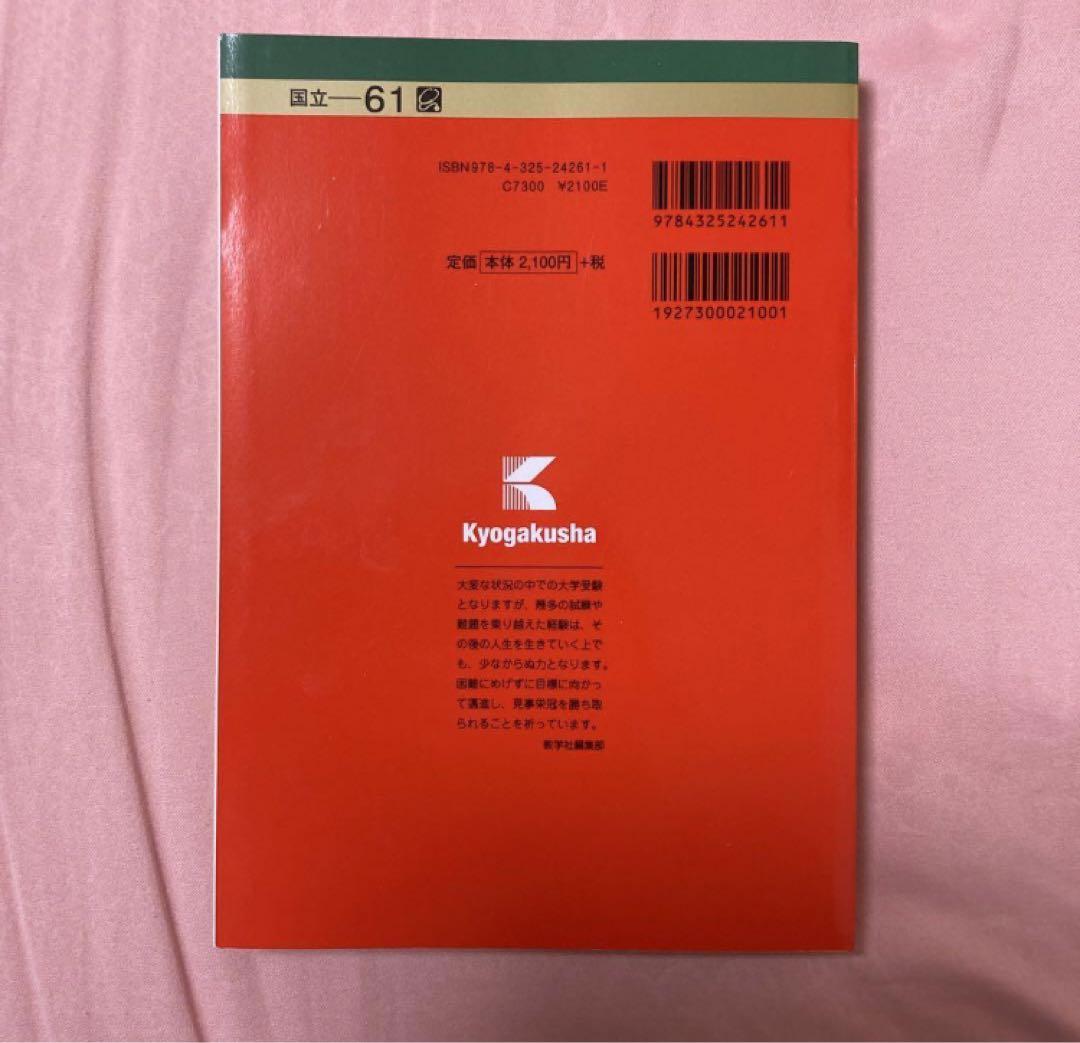 国立―61
ISBN978-4-325-24261-1
C7300 ¥2100E
9784325242611
定価 本体 2,100円 +税
1927300021001
Kyogakusha
大変な状況の中での大学受験
となりますが、幾多の試験や
難題を乗り越えた経験は、そ
の後の人生を生きていく上で
も、少なからぬ力となります。
困難にめげずに目標に向かっ
て邁進し、見事栄冠を勝ち取
られることを祈っています。
教学社編集部